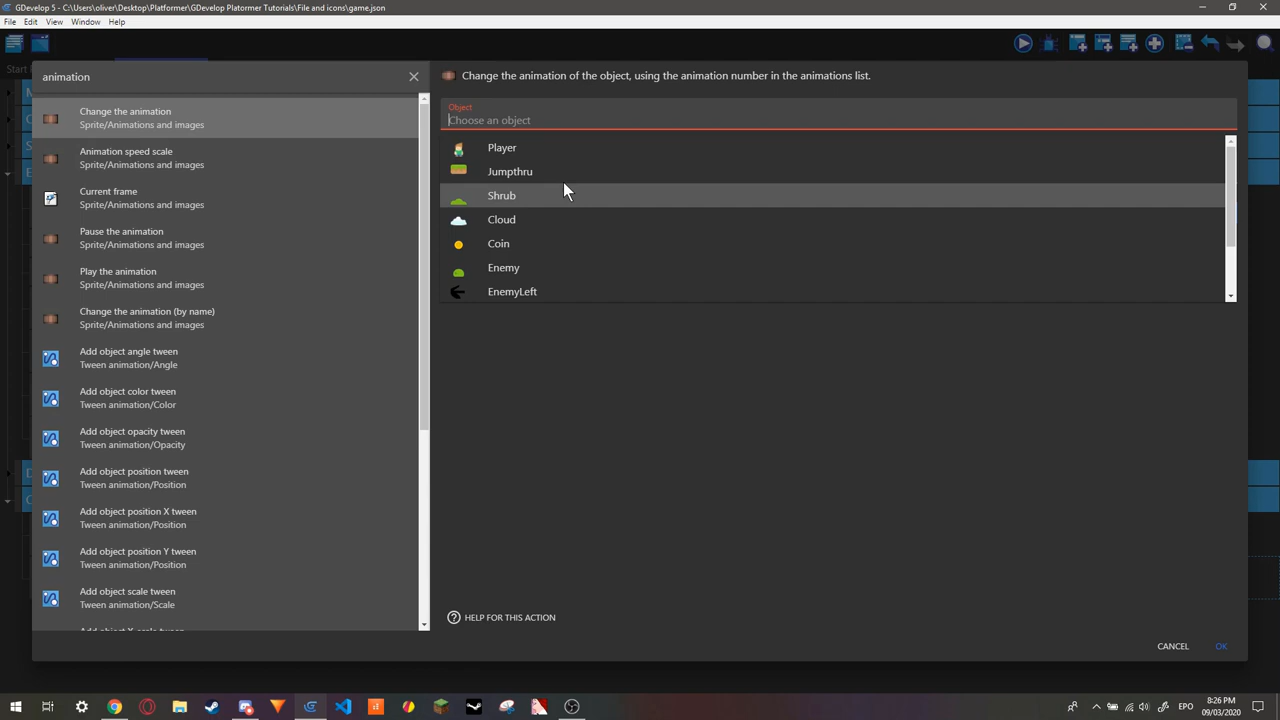 GDevelop 5 - C:\Users\oliver\Desktop\Platformer\GDevelop Platormer Tutorials\File and icons\game.json
File Edit View Window Help
Start
animation
Change the animation
Sprite/Animations and images
Animation speed scale
Sprite/Animations and images
Current frame
Sprite/Animations and images
Pause the animation
Sprite/Animations and images
Play the animation
Sprite/Animations and images
Change the animation (by name)
Sprite/Animations and images
Add object angle tween
Tween animation/Angle
Add object color tween
Tween animation/Color
Add object opacity tween
Tween animation/Opacity
Add object position tween
Tween animation/Position
Add object position X tween
Tween animation/Position
Add object position Y tween
Tween animation/Position
Add object scale tween
Tween animation/Scale
Add object X-scale tween
Change the animation of the object, using the animation number in the animations list.
Object
Choose an object
Player
Jumpthru
Shrub
Cloud
Coin
Enemy
EnemyLeft
HELP FOR THIS ACTION
CANCEL
OK
EPO
8:26 PM
09/03/2020